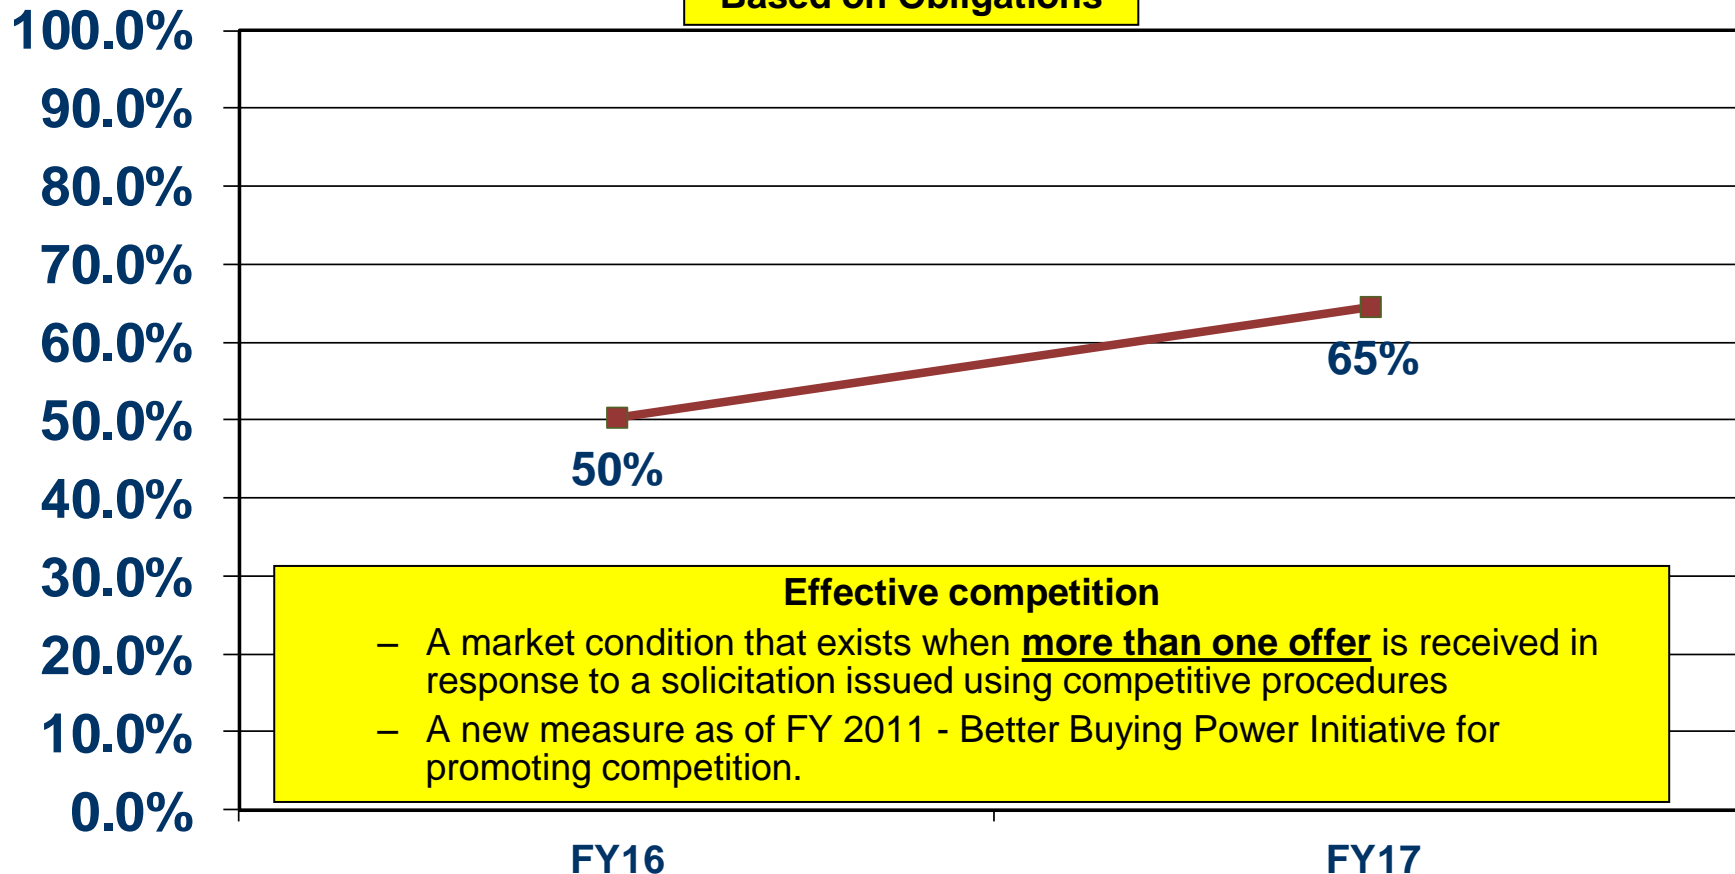 Based on Obligations
100.0%
90.0%
80.0%
70.0%
60.0%
50.0%
40.0%
30.0%
20.0%
10.0%
0.0%
65%
50%
Effective competition
– A market condition that exists when more than one offer is received in
response to a solicitation issued using competitive procedures
– A new measure as of FY 2011 - Better Buying Power Initiative for
promoting competition.
FY16
FY17